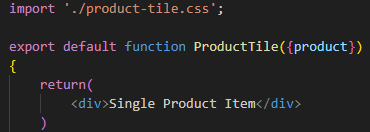 import './product-tile.css';
export default function ProductTile({product})
{
return(
<div>Single Product Item</div>
)